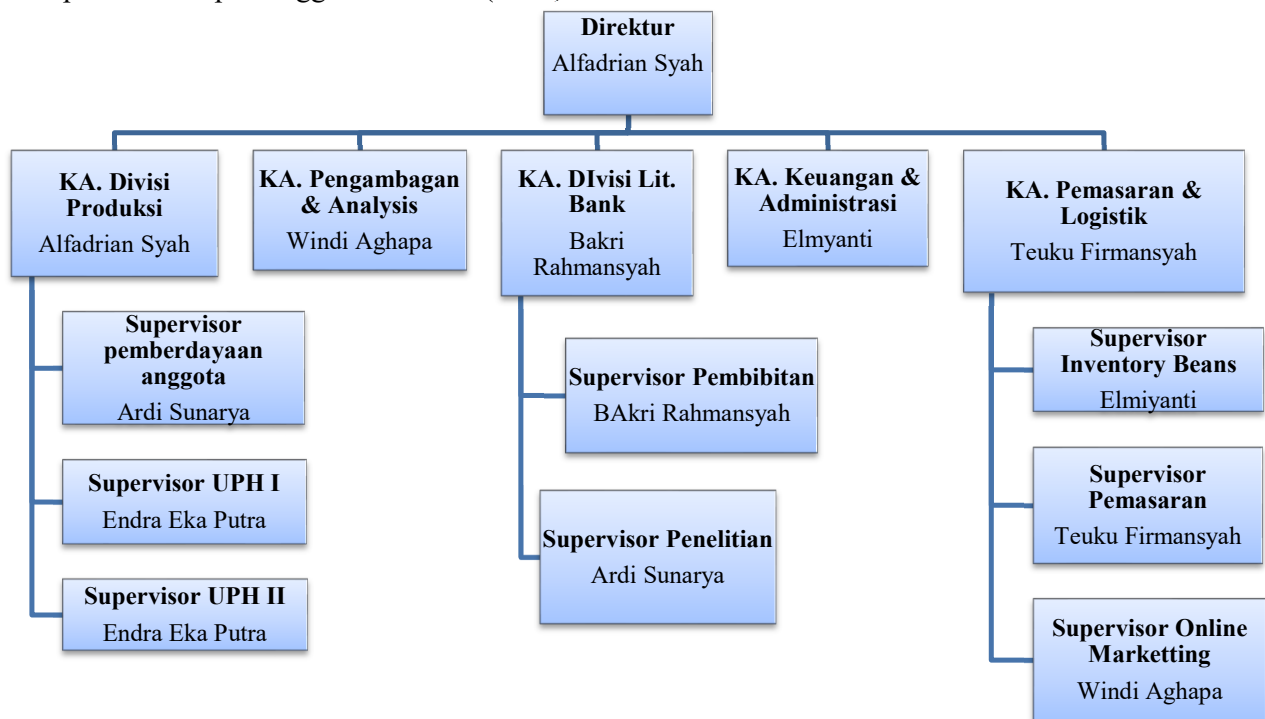 Direktur
Alfadrian Syah
KA. Divisi
Produksi
Alfadrian Syah
KA. Pengambagan
& Analysis
Windi Aghapa
KA. DIvisi Lit.
Bank
Bakri
Rahmansyah
KA. Keuangan &
Administrasi
Elmyanti
KA. Pemasaran &
Logistik
Teuku Firmansyah
Supervisor
pemberdayaan
anggota
Ardi Sunarya
Supervisor UPH I
Endra Eka Putra
Supervisor UPH II
Endra Eka Putra
Supervisor Pembibitan
BAkri Rahmansyah
Supervisor Penelitian
Ardi Sunarya
Supervisor
Inventory Beans
Elmiyanti
Supervisor
Pemasaran
Teuku Firmansyah
Supervisor Online
Marketting
Windi Aghapa